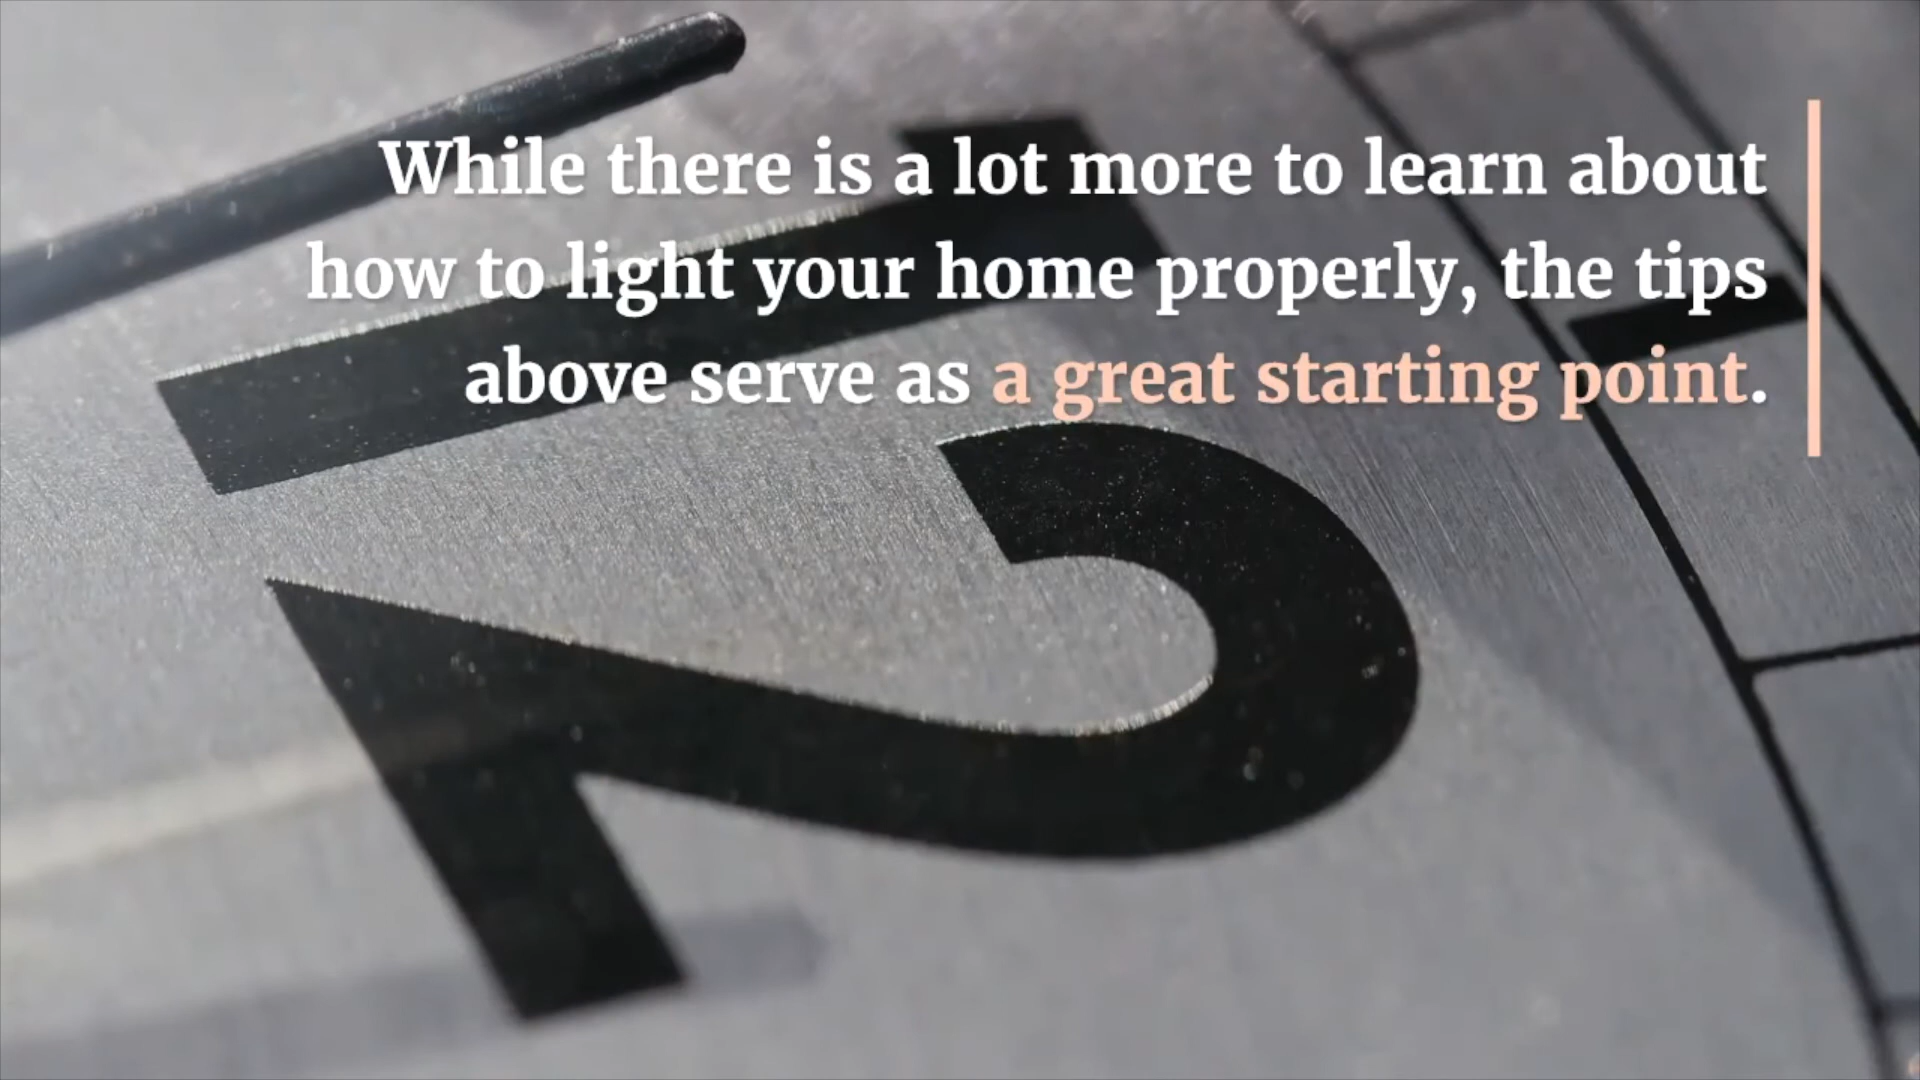 While there is a lot more to learn about
how to light your home properly, the tips
above serve as a great starting point.
12